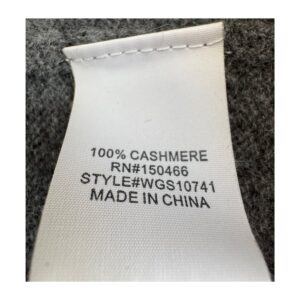 100% CASHMERE
RN#150466
STYLE#WGS10741
MADE IN CHINA